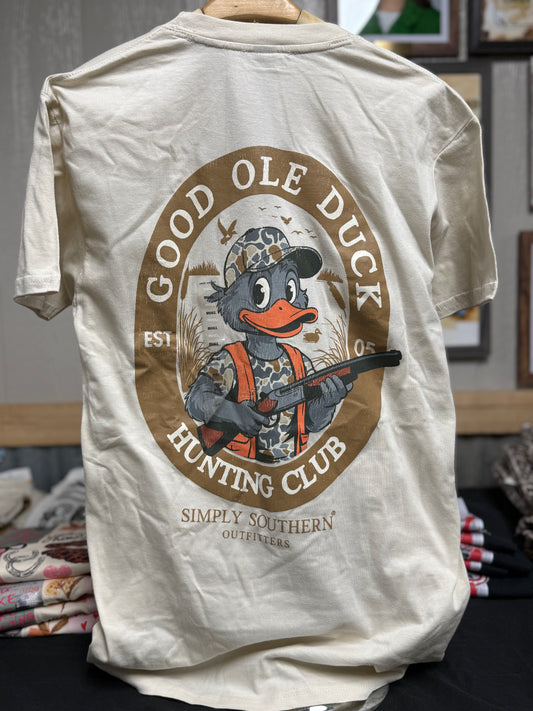 GOOD OLE DUCK
EST 05
HUNTING CLUB
SIMPLY SOUTHERN®
OUTFITTERS